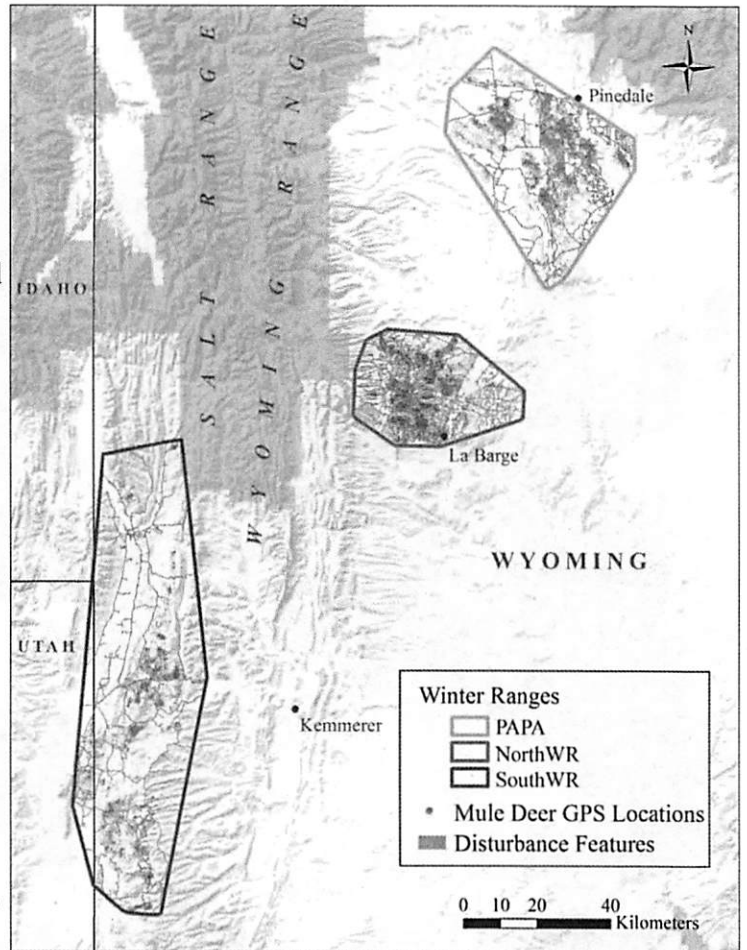 N
Pinedale
SALT RANGE
WYOMING RANGE
IDAHO
La Barge
WYOMING
UTAH
Kemmerer
Winter Ranges
PAPA
NorthWR
SouthWR
Mule Deer GPS Locations
Disturbance Features
0 10 20 40
Kilometers